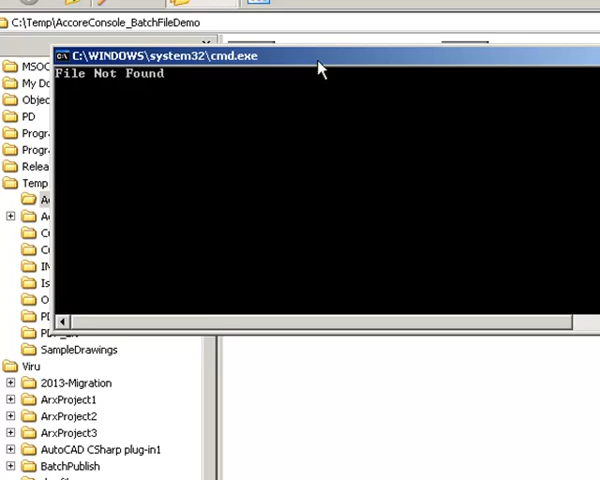 C:\Temp\AccoreConsole_BatchFileDemo
C:\WINDOWS\system32\cmd.exe
File Not Found
MSOC
My Do
Objec
PD
Progr
Progr
Relea
Temp
SampleDrawings
Viru
2013-Migration
ArxProject1
ArxProject2
ArxProject3
AutoCAD CSharp plug-in1
BatchPublish